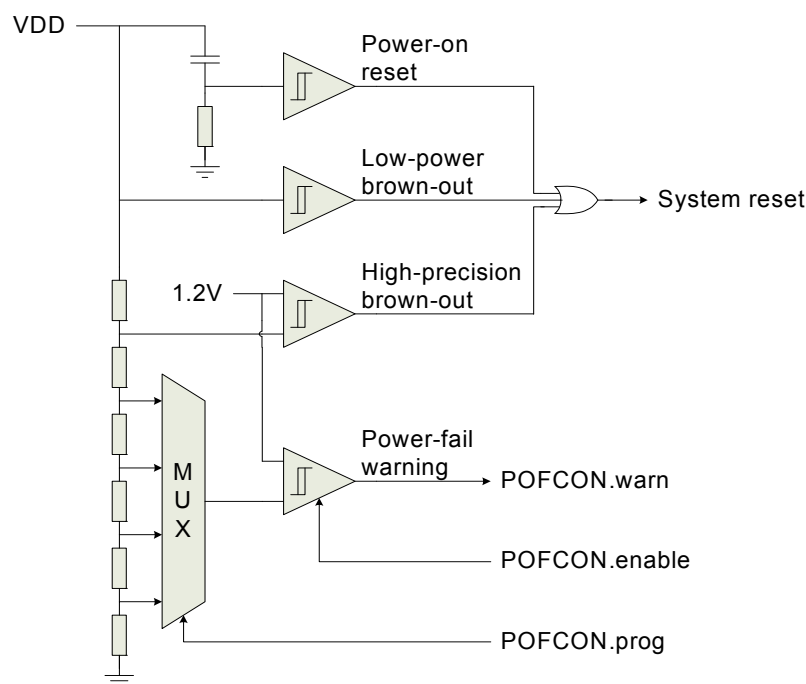 VDD
Power-on
reset
Low-power
brown-out
System reset
High-precision
brown-out
1.2V
Power-fail
warning
M
U
X
POFCON.warn
POFCON.enable
POFCON.prog